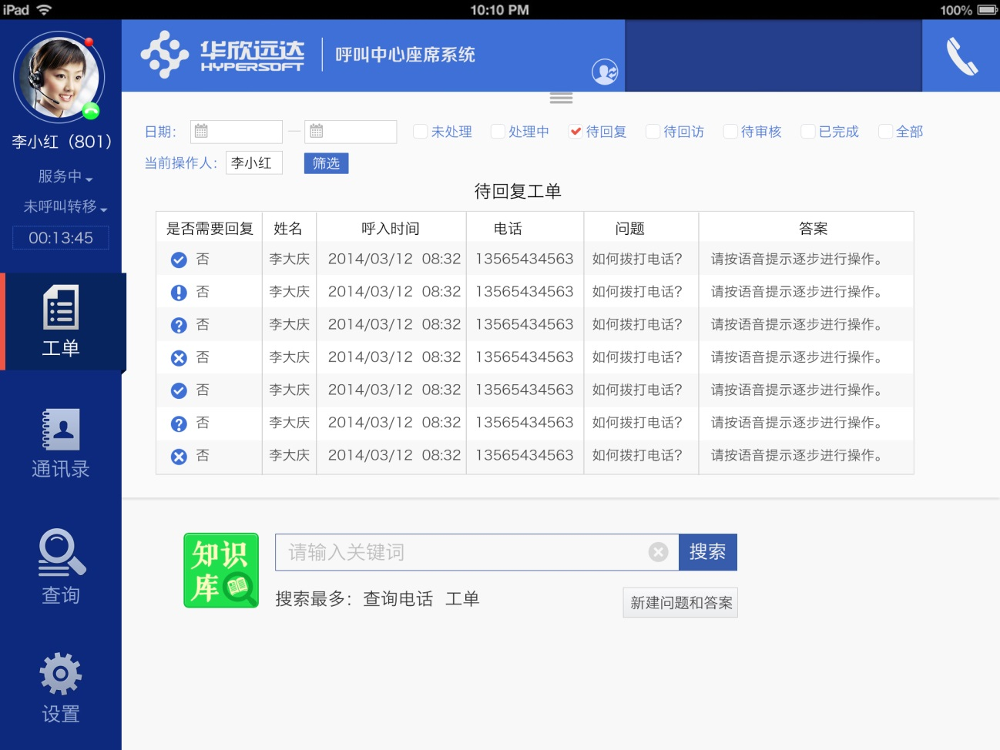 iPad 10:10 PM 100%
华欣远达
HYPERSOFT
呼叫中心座席系统
李小红（801）
服务中
未呼叫转移
00:13:45
工单
通讯录
查询
设置
日期： — 未处理 处理中 待回复 待回访 待审核 已完成 全部
当前操作人： 李小红 筛选
待回复工单
是否需要回复 姓名 呼入时间 电话 问题 答案
否 李大庆 2014/03/12 08:32 13565434563 如何拨打电话？ 请按语音提示逐步进行操作。
否 李大庆 2014/03/12 08:32 13565434563 如何拨打电话？ 请按语音提示逐步进行操作。
否 李大庆 2014/03/12 08:32 13565434563 如何拨打电话？ 请按语音提示逐步进行操作。
否 李大庆 2014/03/12 08:32 13565434563 如何拨打电话？ 请按语音提示逐步进行操作。
否 李大庆 2014/03/12 08:32 13565434563 如何拨打电话？ 请按语音提示逐步进行操作。
否 李大庆 2014/03/12 08:32 13565434563 如何拨打电话？ 请按语音提示逐步进行操作。
否 李大庆 2014/03/12 08:32 13565434563 如何拨打电话？ 请按语音提示逐步进行操作。
知识
库
请输入关键词 搜索
搜索最多： 查询电话 工单
新建问题和答案